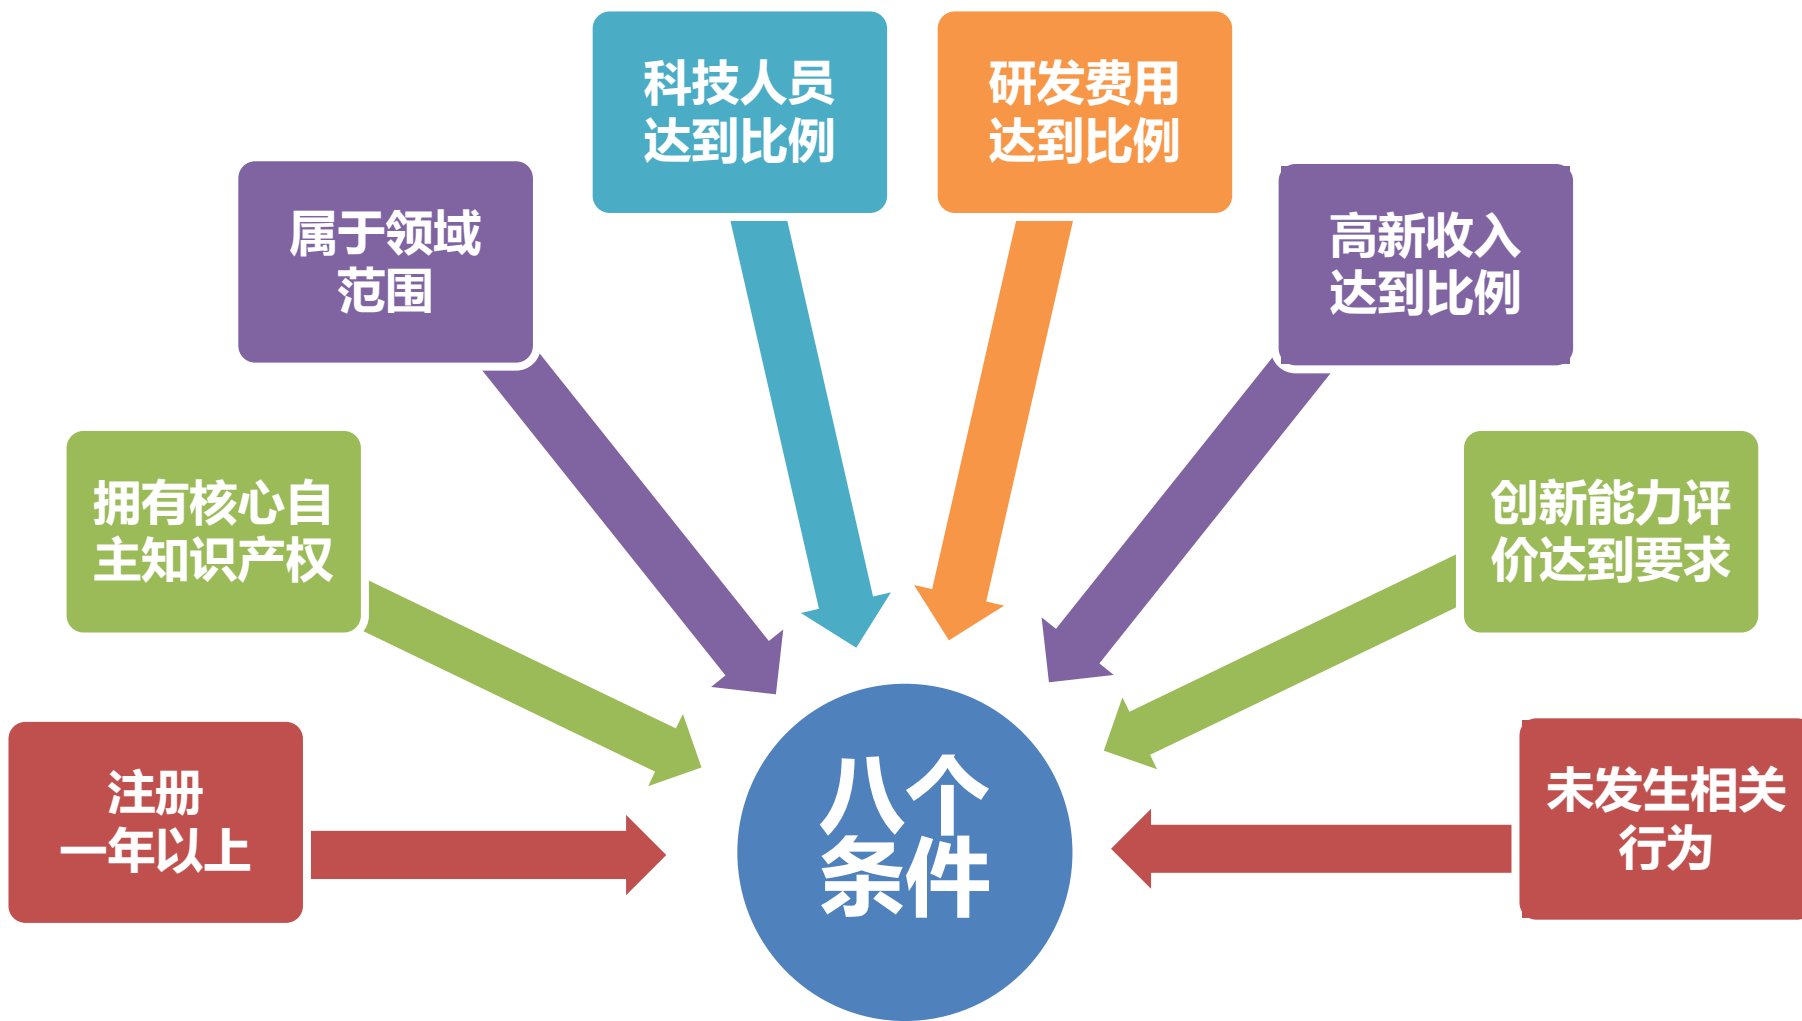 科技人员
达到比例
研发费用
达到比例
属于领域
范围
高新收入
达到比例
拥有核心自
主知识产权
创新能力评
价达到要求
注册
一年以上
八个
条件
未发生相关
行为